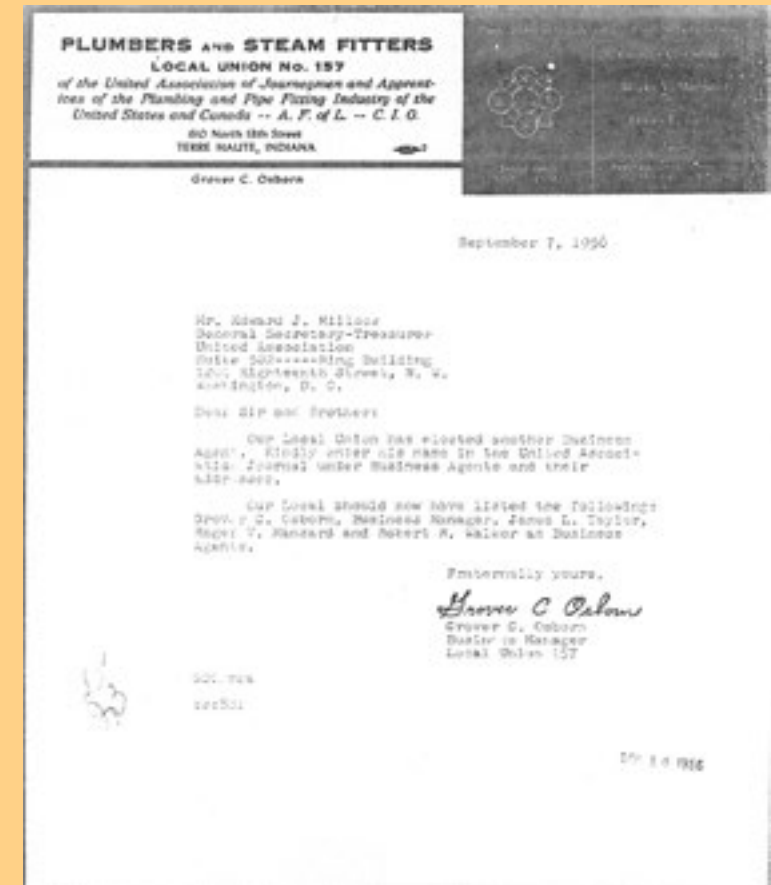 PLUMBERS AND STEAM FITTERS
LOCAL UNION No. 157
of the United Association of Journeymen and Apprent-
ices of the Plumbing and Pipe Fitting Industry of the
United States and Canada -- A. F. of L. -- C. I. O.
North 13th Street
TERRE HAUTE, INDIANA
Grover C. Osborn
September 7, 1956
Mr. Edward J. Hillock
General Secretary-Treasurer
United Association
Suite 502-----Ring Building
Eighteenth Street, N. W.
Washington, D. C.
Dear Sir and Brother:
Our Local Union has elected another Business
Agent. Kindly enter his name in the United Associ-
ation Journal under Business Agents and their
addresses.
Our Local should now have listed the following:
Grover C. Osborn, Business Manager, James L. Taylor,
Roger V. and Robert W. Walker as Business
Agents.
Fraternally yours,
Grover C Osborn
Grover C. Osborn
Business Manager
Local Union 157
1956